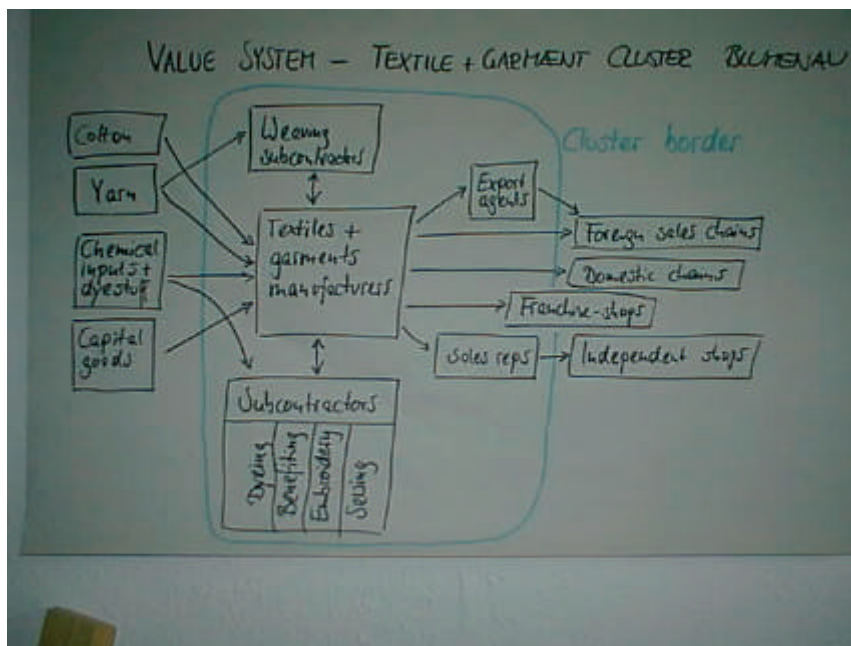 VALUE SYSTEM – TEXTILE + GARMENT CLUSTER BLUMENAU
Cotton
Yarn
Chemical
inputs +
dyestuff
Capital
goods
Weaving
subcontractors
Textiles +
garments
manufacturers
Subcontractors
Dyeing
Benefiting
Embroidery
Sewing
Cluster border
Export
agents
Foreign sales chains
Domestic chains
Franchise-shops
Sales reps
Independent shops